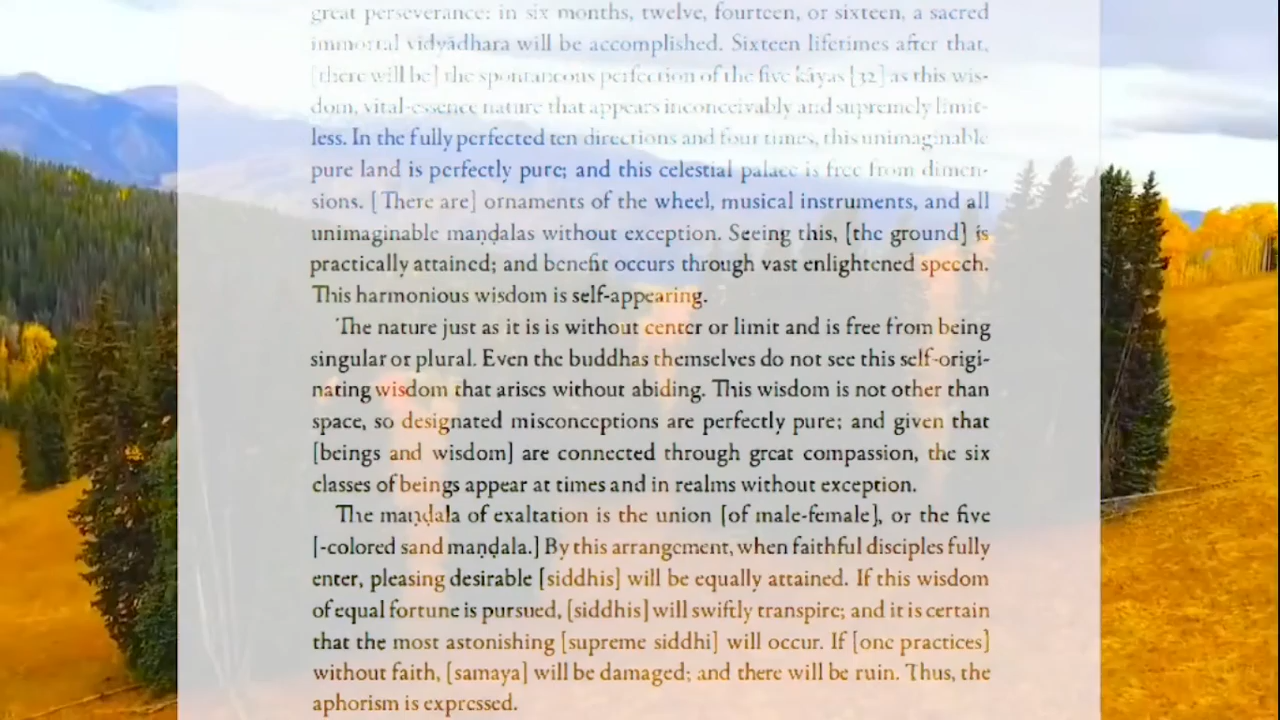 great perseverance: in six months, twelve, fourteen, or sixteen, a sacred
immortal vidyādhara will be accomplished. Sixteen lifetimes after that,
[there will be] the spontaneous perfection of the five kāyas [32] as this wis-
dom, vital-essence nature that appears inconceivably and supremely limit-
less. In the fully perfected ten directions and four times, this unimaginable
pure land is perfectly pure; and this celestial palace is free from dimen-
sions. [There are] ornaments of the wheel, musical instruments, and all
unimaginable maṇḍalas without exception. Seeing this, [the ground] is
practically attained; and benefit occurs through vast enlightened speech.
This harmonious wisdom is self-appearing.
The nature just as it is is without center or limit and is free from being
singular or plural. Even the buddhas themselves do not see this self-origi-
nating wisdom that arises without abiding. This wisdom is not other than
space, so designated misconceptions are perfectly pure; and given that
[beings and wisdom] are connected through great compassion, the six
classes of beings appear at times and in realms without exception.
The maṇḍala of exaltation is the union [of male-female], or the five
[-colored sand maṇḍala.] By this arrangement, when faithful disciples fully
enter, pleasing desirable [siddhis] will be equally attained. If this wisdom
of equal fortune is pursued, [siddhis] will swiftly transpire; and it is certain
that the most astonishing [supreme siddhi] will occur. If [one practices]
without faith, [samaya] will be damaged; and there will be ruin. Thus, the
aphorism is expressed.